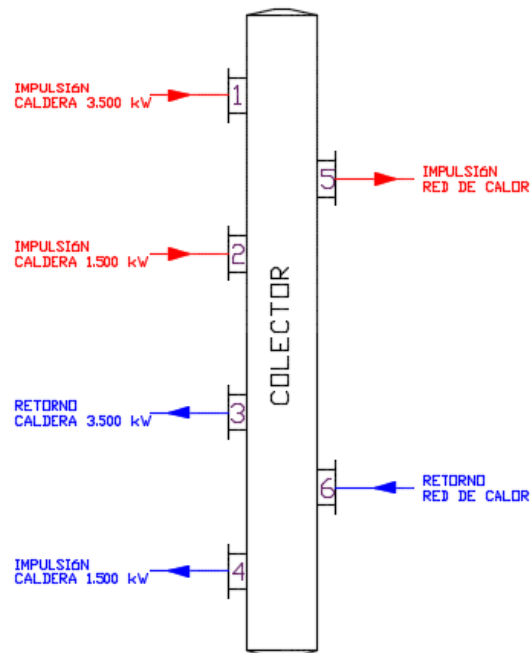 IMPULSIÓN
CALDERA 3.500 kW
1
5
IMPULSIÓN
RED DE CALOR
IMPULSIÓN
CALDERA 1.500 kW
2
COLECTOR
RETORNO
CALDERA 3.500 kW
3
6
RETORNO
RED DE CALOR
IMPULSIÓN
CALDERA 1.500 kW
4